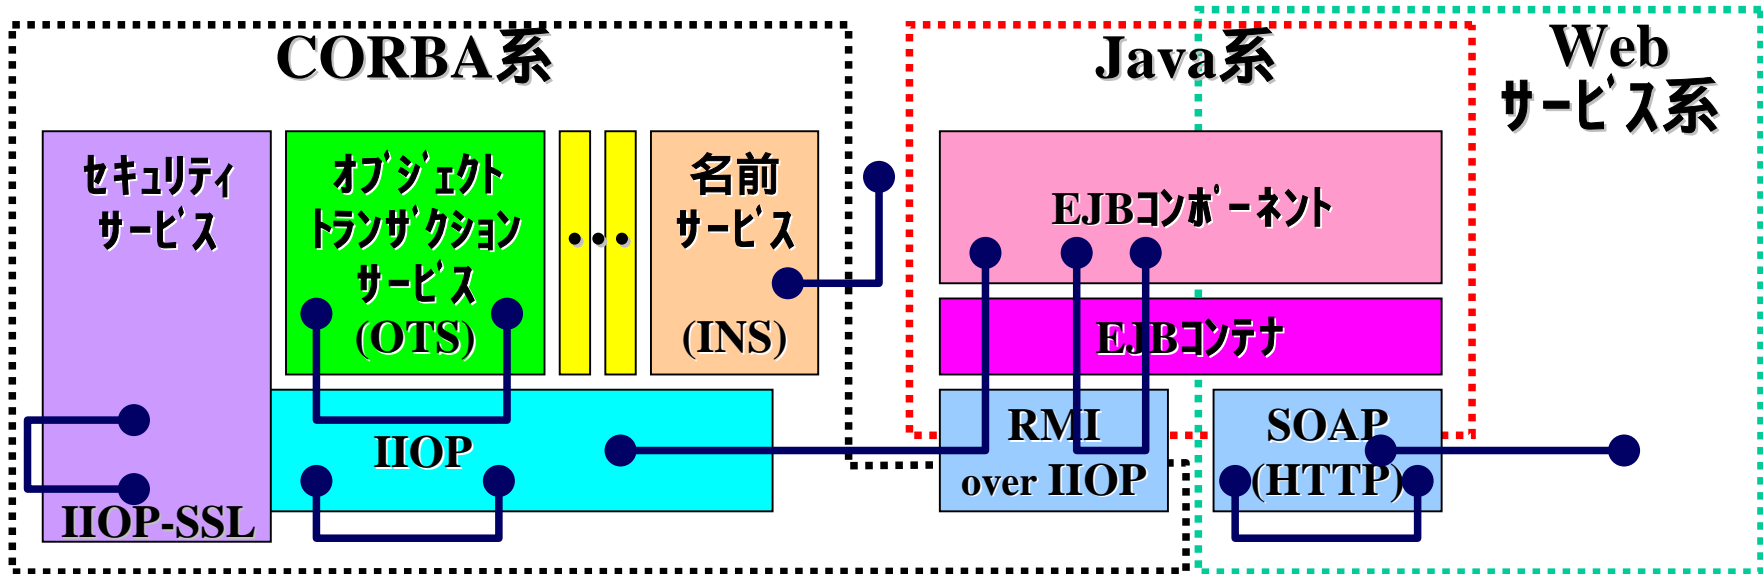 CORBA系
Java系
Web
ｻｰﾋﾞｽ系
ｾｷｭﾘﾃｨ
ｻｰﾋﾞｽ
ｵﾌﾞｼﾞｪｸﾄ
ﾄﾗﾝｻﾞｸｼｮﾝ
ｻｰﾋﾞｽ
(OTS)
・・・
名前
ｻｰﾋﾞｽ
(INS)
EJBｺﾝﾎﾟｰﾈﾝﾄ
EJBｺﾝﾃﾅ
IIOP
IIOP-SSL
RMI
over IIOP
SOAP
(HTTP)